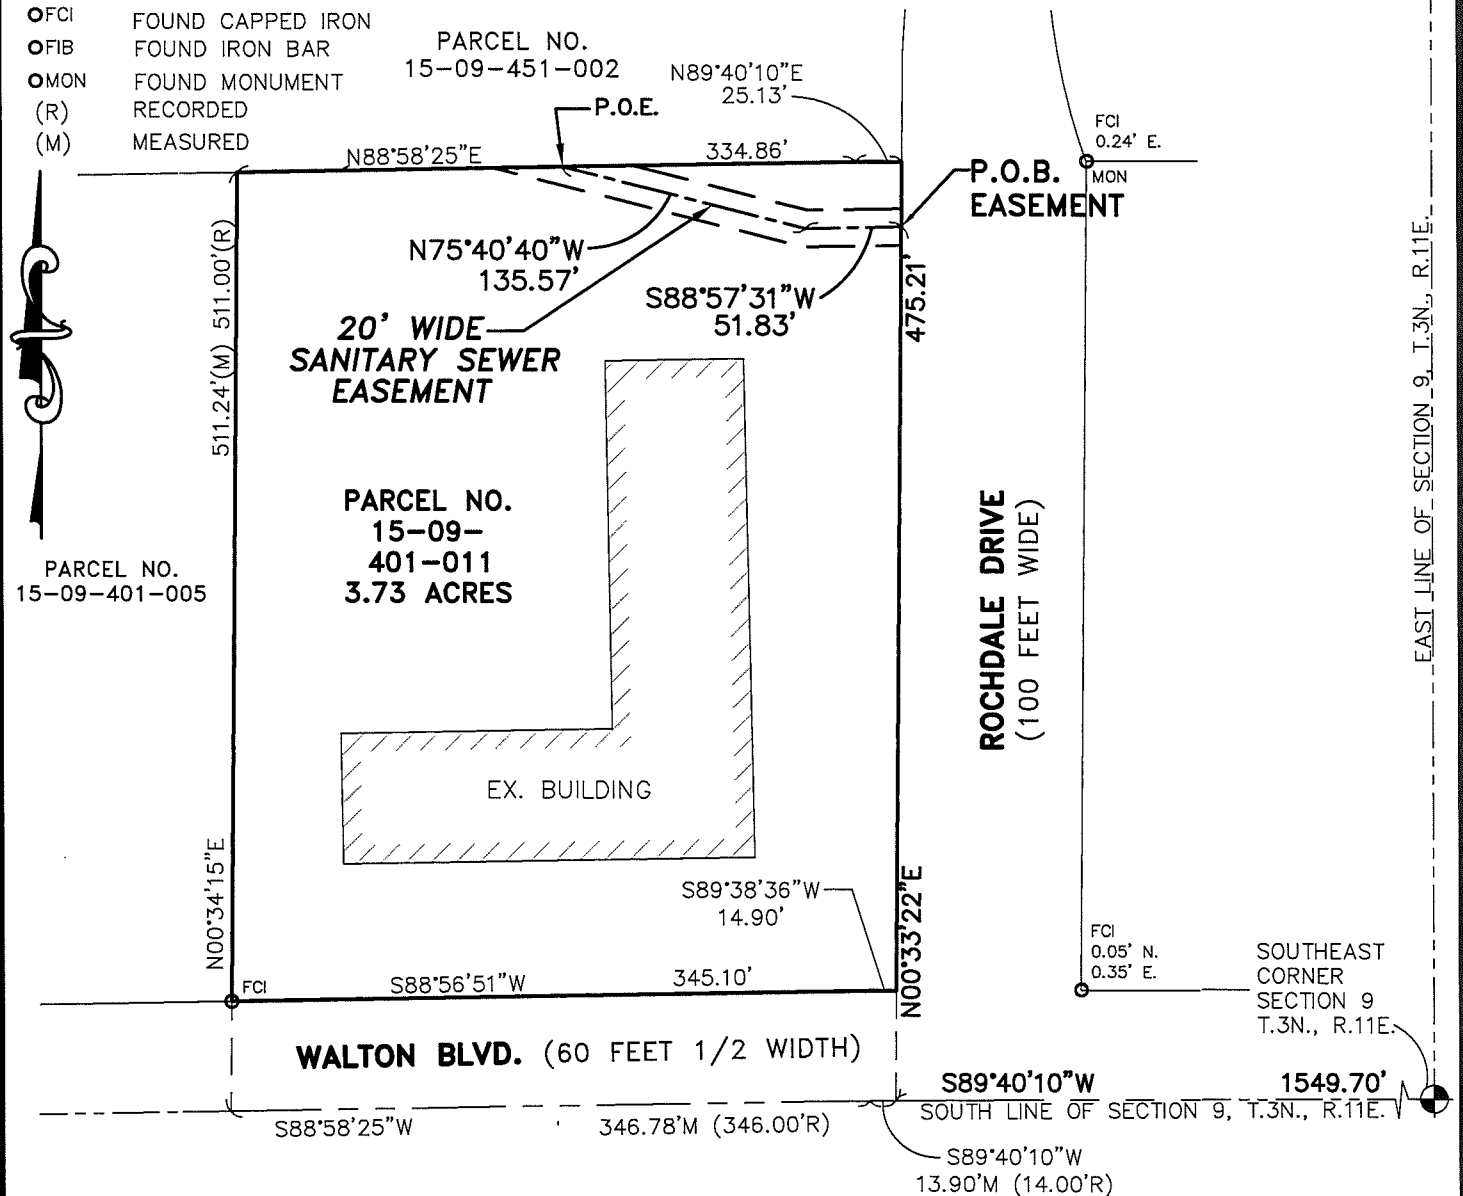 OFCI FOUND CAPPED IRON
OFIB FOUND IRON BAR
OMON FOUND MONUMENT
(R) RECORDED
(M) MEASURED
PARCEL NO.
15-09-451-002
N89°40'10"E
25.13'
P.O.E.
N88°58'25"E
334.86'
FCI
0.24' E.
MON
P.O.B.
EASEMENT
N75°40'40"W
135.57'
S88°57'31"W
51.83'
20' WIDE
SANITARY SEWER
EASEMENT
511.24'(M) 511.00'(R)
475.21'
EAST LINE OF SECTION 9, T.3N., R.11E.
PARCEL NO.
15-09-
401-011
3.73 ACRES
PARCEL NO.
15-09-401-005
ROCHDALE DRIVE
(100 FEET WIDE)
EX. BUILDING
N00°34'15"E
S89°38'36"W
14.90'
N00°33'22"E
FCI
0.05' N.
0.35' E.
SOUTHEAST
CORNER
SECTION 9
T.3N., R.11E.
FCI
S88°56'51"W
345.10'
WALTON BLVD. (60 FEET 1/2 WIDTH)
S89°40'10"W 1549.70'
SOUTH LINE OF SECTION 9, T.3N., R.11E.
S88°58'25"W
346.78'M (346.00'R)
S89°40'10"W
13.90'M (14.00'R)